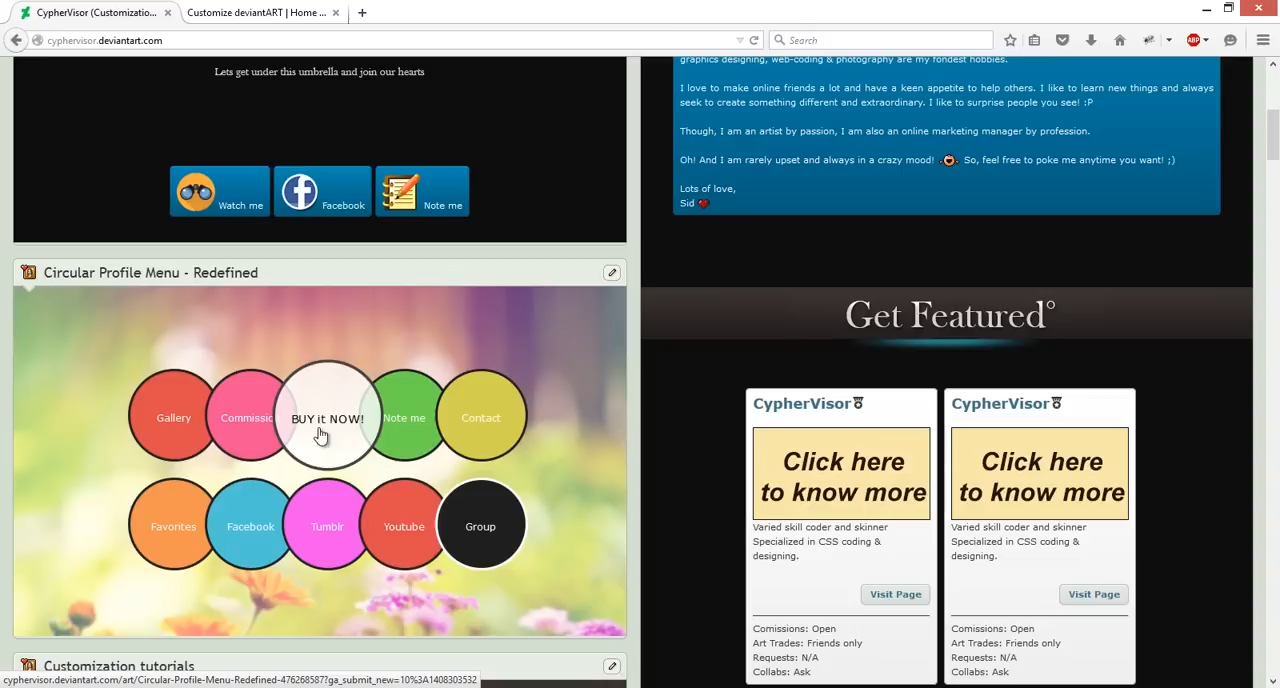 CypherVisor (Customizatio...
Customize deviantART | Home ...
cyphervisor.deviantart.com
Search
ABP
Lets get under this umbrella and join our hearts
Watch me
Facebook
Note me
Circular Profile Menu - Redefined
Gallery
Commissio
BUY it NOW!
Note me
Contact
Favorites
Facebook
Tumblr
Youtube
Group
Customization tutorials
cyphervisor.deviantart.com/art/Circular-Profile-Menu-Redefined-476268587?ga_submit_new=10%3A1408303532
graphics designing, web-coding & photography are my fondest hobbies.
I love to make online friends a lot and have a keen appetite to help others. I like to learn new things and always
seek to create something different and extraordinary. I like to surprise people you see! :P
Though, I am an artist by passion, I am also an online marketing manager by profession.
Oh! And I am rarely upset and always in a crazy mood! So, feel free to poke me anytime you want! ;)
Lots of love,
Sid
Get Featured°
CypherVisor
Click here
to know more
Varied skill coder and skinner
Specialized in CSS coding &
designing.
Visit Page
Comissions: Open
Art Trades: Friends only
Requests: N/A
Collabs: Ask
CypherVisor
Click here
to know more
Varied skill coder and skinner
Specialized in CSS coding &
designing.
Visit Page
Comissions: Open
Art Trades: Friends only
Requests: N/A
Collabs: Ask